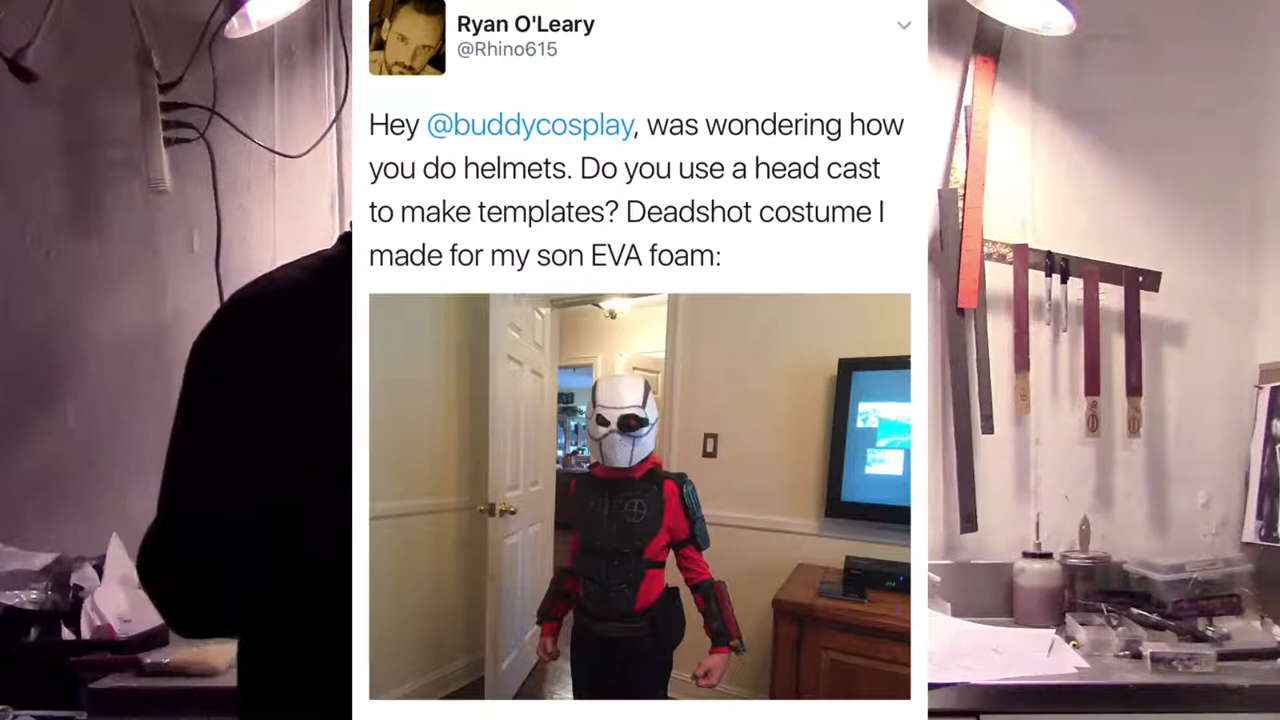 Ryan O'Leary
@Rhino615
Hey @buddycosplay, was wondering how
you do helmets. Do you use a head cast
to make templates? Deadshot costume I
made for my son EVA foam: